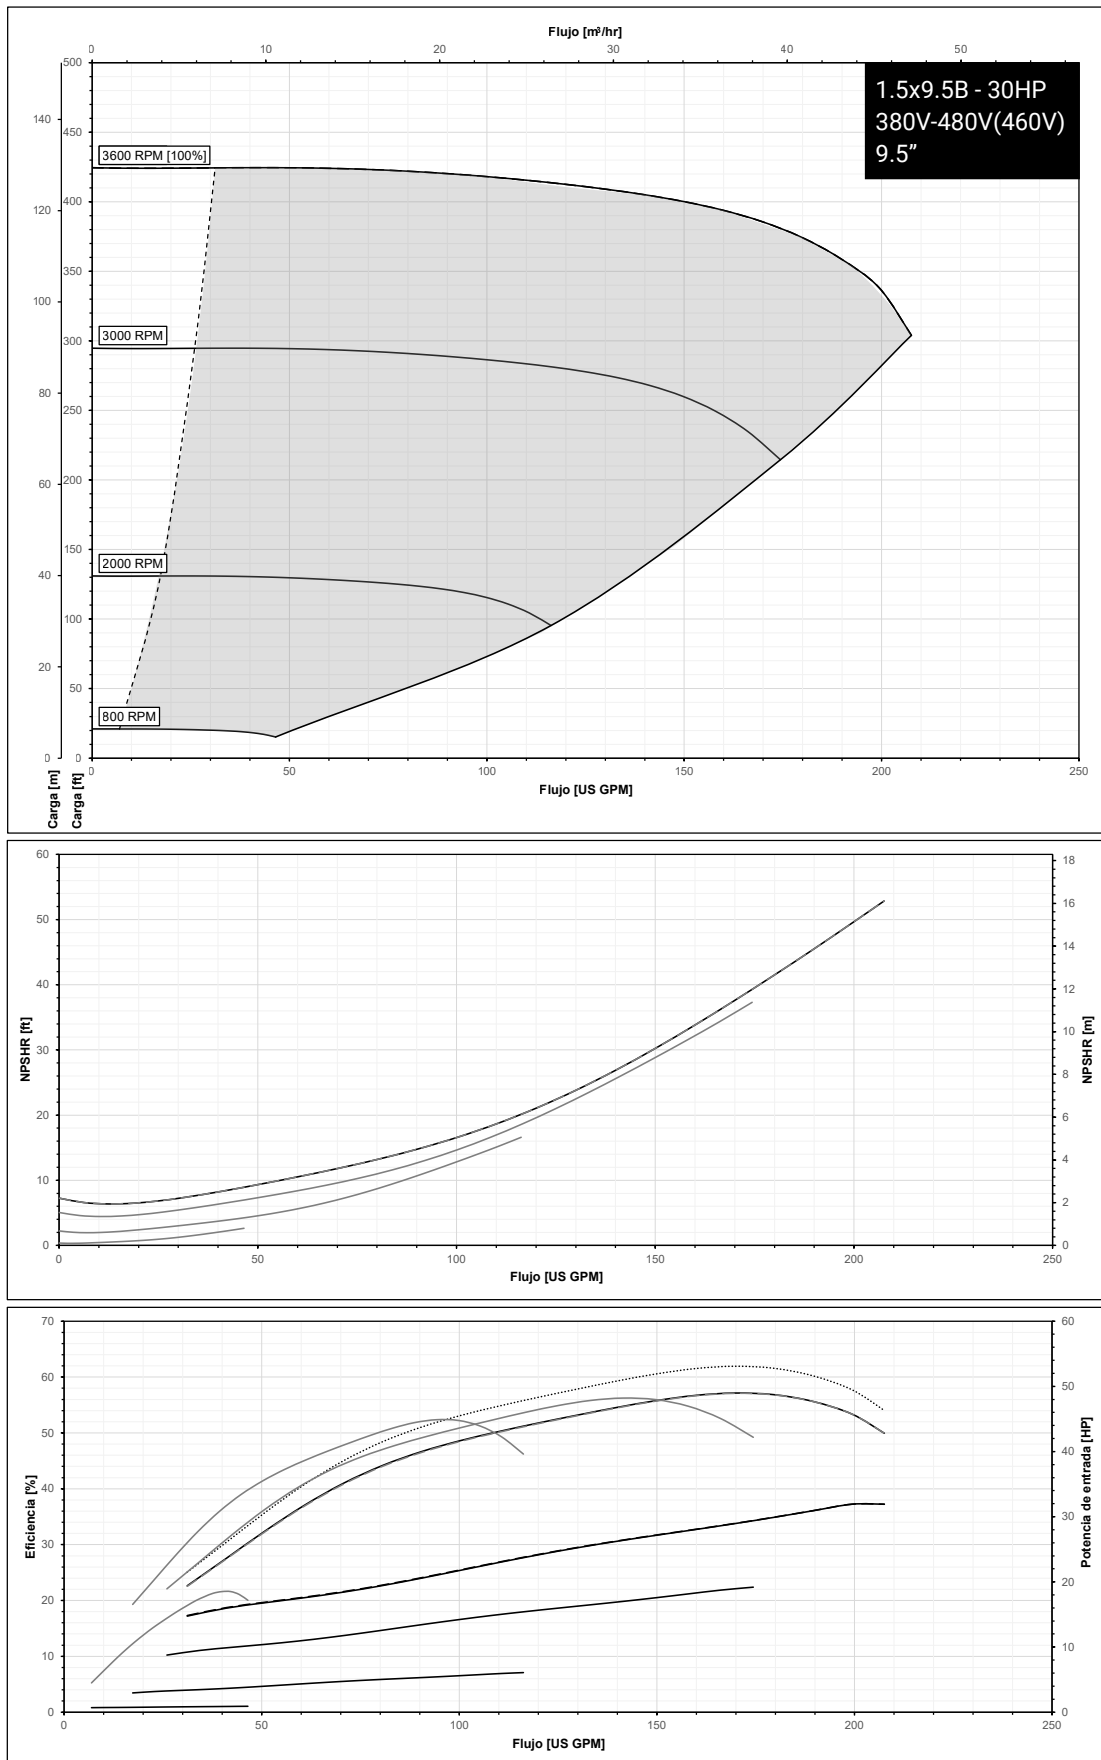 Flujo [m³/hr]
0 10 20 30 40 50
1.5x9.5B - 30HP
380V-480V(460V)
9.5”
500
450
400
350
300
250
200
150
100
50
0
140
120
100
80
60
40
20
0
3600 RPM [100%]
3000 RPM
2000 RPM
800 RPM
0 50 100 150 200 250
Flujo [US GPM]
Carga [m]
Carga [ft]
60
50
40
30
20
10
0
NPSHR [ft]
18
16
14
12
10
8
6
4
2
0
NPSHR [m]
0 50 100 150 200 250
Flujo [US GPM]
70
60
50
40
30
20
10
0
Eficiencia [%]
60
50
40
30
20
10
0
Potencia de entrada [HP]
0 50 100 150 200 250
Flujo [US GPM]